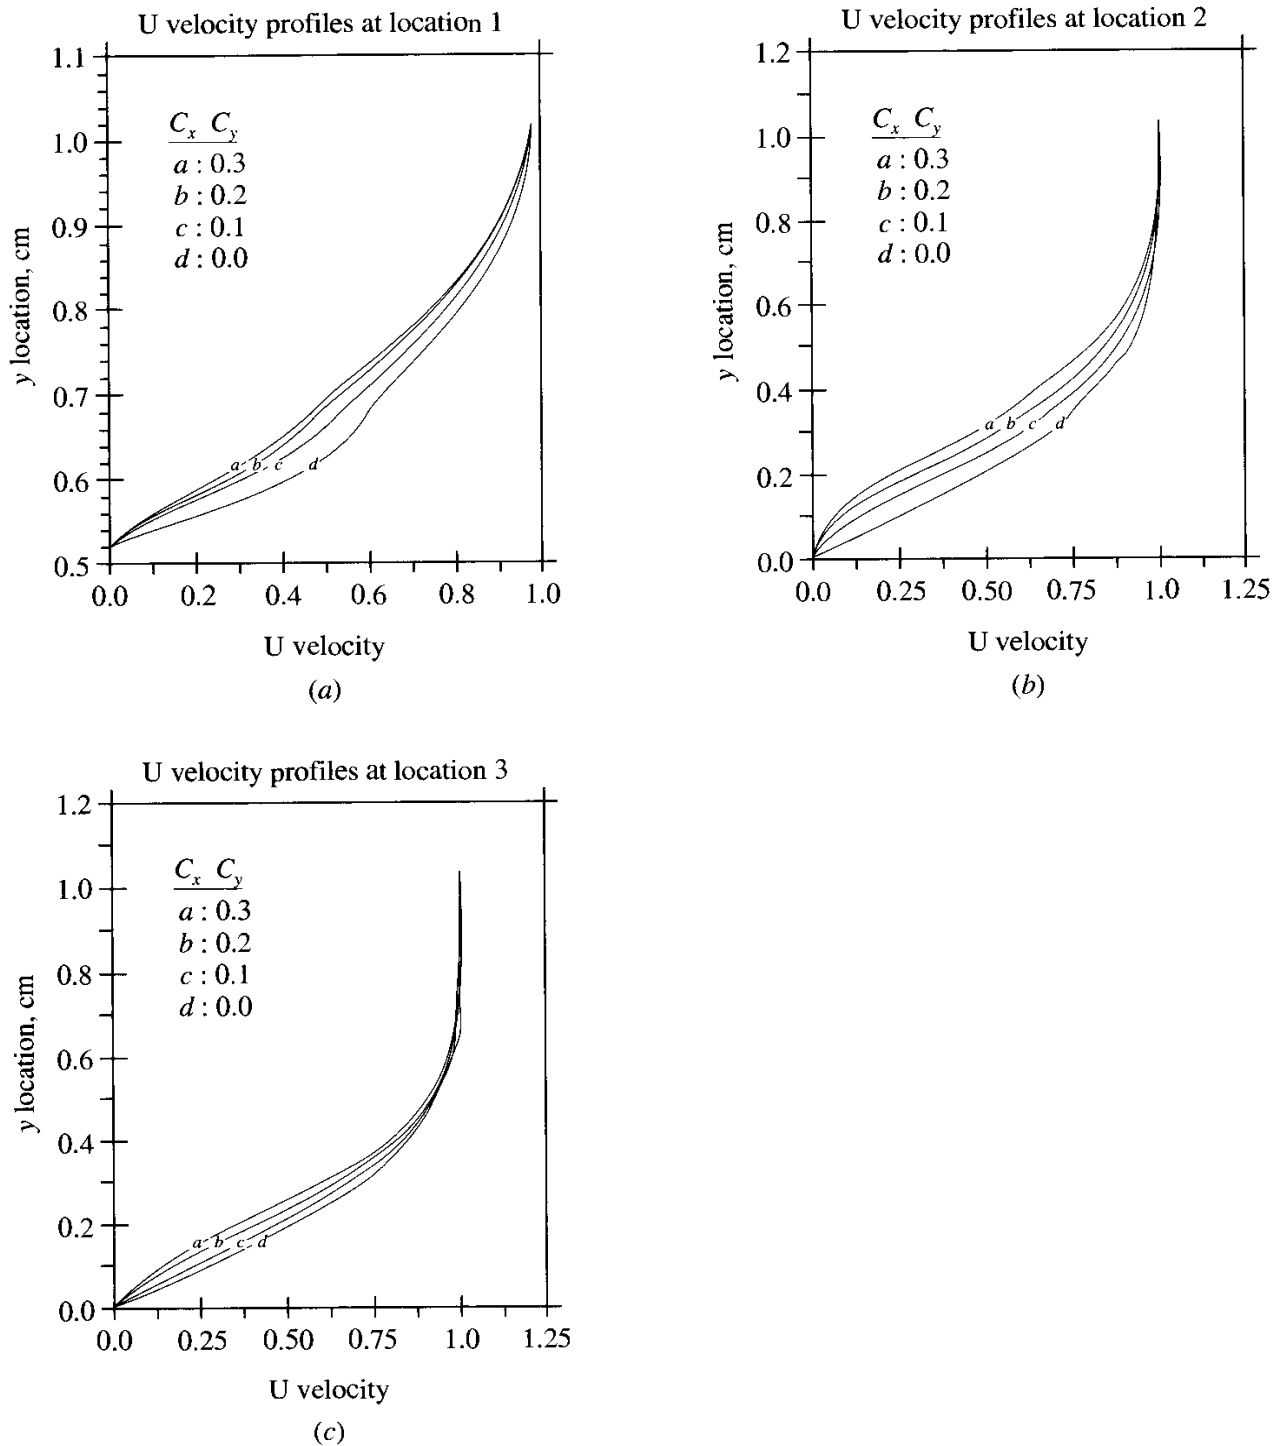 U velocity profiles at location 1
1.1
1.0
0.9
0.8
0.7
0.6
0.5
y location, cm
C_x C_y
a : 0.3
b : 0.2
c : 0.1
d : 0.0
a b c d
0.0 0.2 0.4 0.6 0.8 1.0
U velocity
(a)
U velocity profiles at location 2
1.2
1.0
0.8
0.6
0.4
0.2
0.0
y location, cm
C_x C_y
a : 0.3
b : 0.2
c : 0.1
d : 0.0
a b c d
0.0 0.25 0.50 0.75 1.0 1.25
U velocity
(b)
U velocity profiles at location 3
1.2
1.0
0.8
0.6
0.4
0.2
0.0
y location, cm
C_x C_y
a : 0.3
b : 0.2
c : 0.1
d : 0.0
a b c d
0.0 0.25 0.50 0.75 1.0 1.25
U velocity
(c)